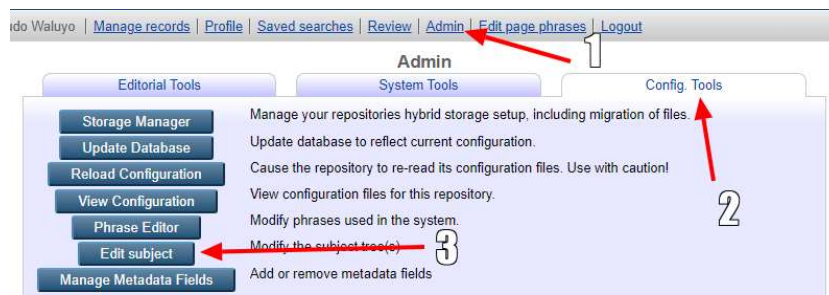 udo Waluyo | Manage records | Profile | Saved searches | Review | Admin | Edit page phrases | Logout
1
Admin
Editorial Tools System Tools Config. Tools
Storage Manager Manage your repositories hybrid storage setup, including migration of files.
Update Database Update database to reflect current configuration.
Reload Configuration Cause the repository to re-read its configuration files. Use with caution!
View Configuration View configuration files for this repository.
2
Phrase Editor Modify phrases used in the system.
Edit subject Modify the subject tree(s)
3
Manage Metadata Fields Add or remove metadata fields